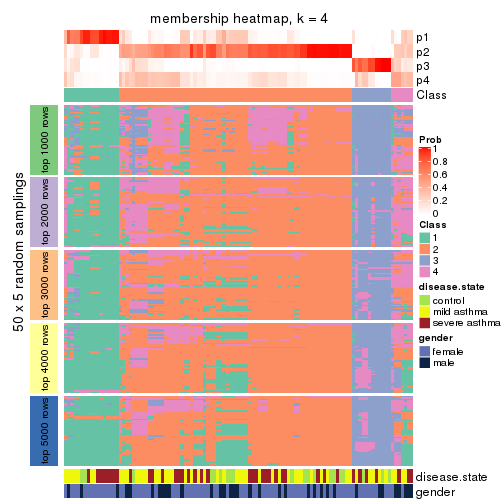 membership heatmap, k = 4
p1
p2
p3
p4
Class
50 x 5 random samplings
top 1000 rows
top 2000 rows
top 3000 rows
top 4000 rows
top 5000 rows
Prob
1
0.8
0.6
0.4
0.2
0
Class
1
2
3
4
disease.state
control
mild asthma
severe asthma
gender
female
male
disease.state
gender